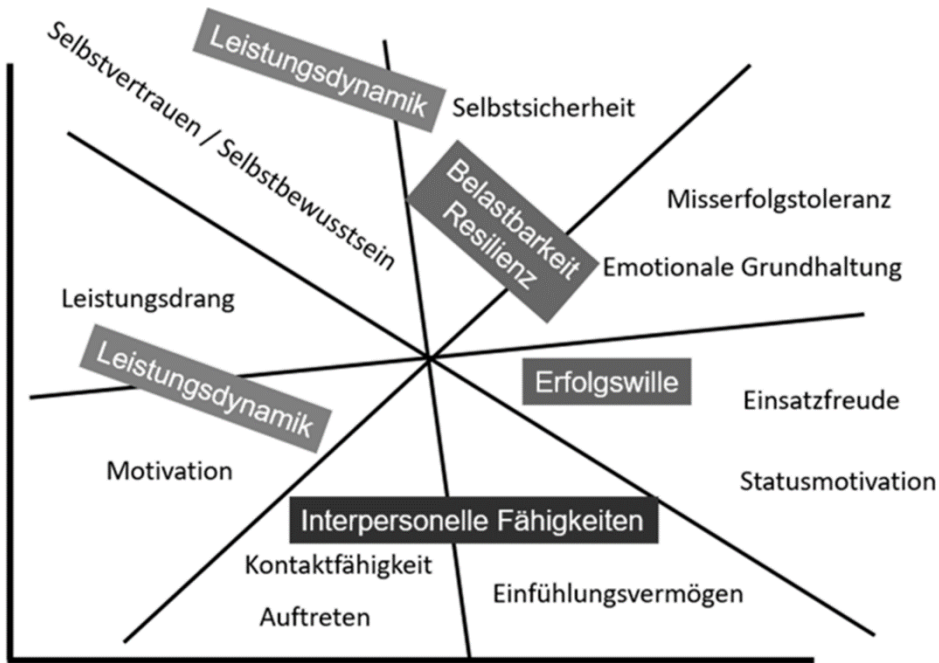 Leistungsdynamik
Selbstvertrauen / Selbstbewusstsein
Selbstsicherheit
Belastbarkeit
Resilienz
Misserfolgstoleranz
Emotionale Grundhaltung
Leistungsdrang
Leistungsdynamik
Erfolgswille
Einsatzfreude
Motivation
Statusmotivation
Interpersonelle Fähigkeiten
Kontaktfähigkeit
Einfühlungsvermögen
Auftreten